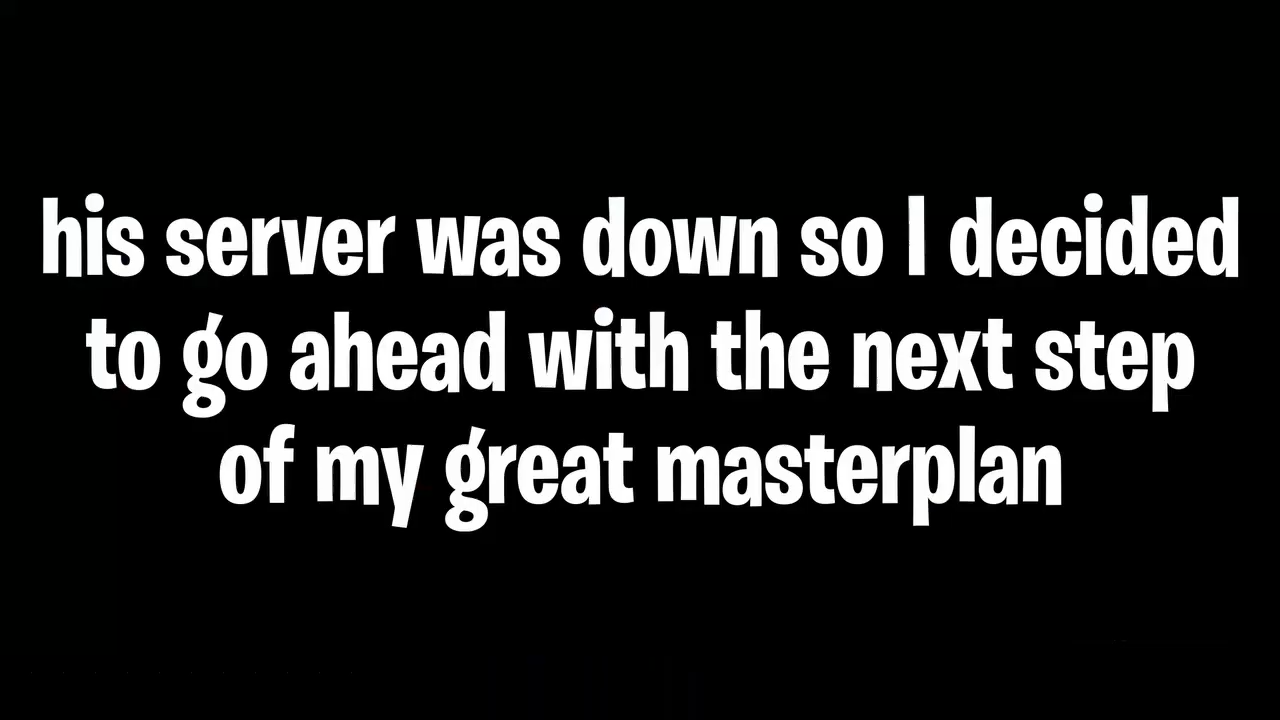 his server was down so I decided
to go ahead with the next step
of my great masterplan